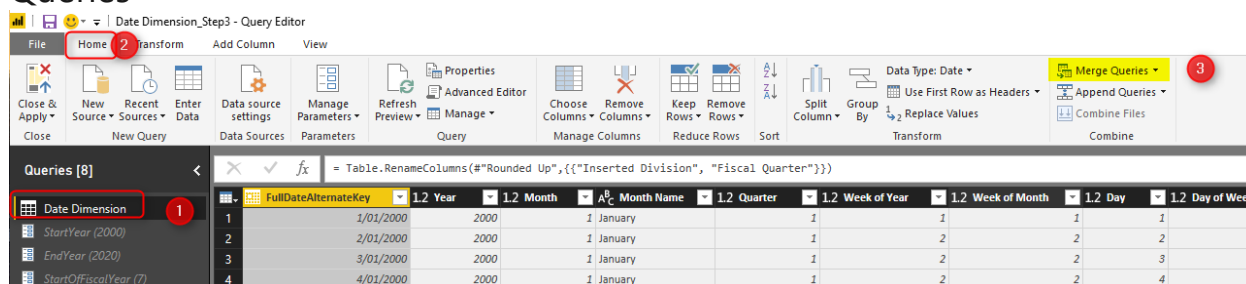 Queries
Date Dimension_Step3 - Query Editor
File Home 2 Transform Add Column View
Close & Apply
New Source
Recent Sources
Enter Data
Data source settings
Manage Parameters
Refresh Preview
Properties
Advanced Editor
Manage
Choose Columns
Remove Columns
Keep Rows
Remove Rows
Split Column
Group By
Data Type: Date
Use First Row as Headers
Replace Values
Merge Queries
Append Queries
Combine Files
3
Close New Query Data Sources Parameters Query Manage Columns Reduce Rows Sort Transform Combine
Queries [8]
fx = Table.RenameColumns(#"Rounded Up",{{"Inserted Division", "Fiscal Quarter"}})
Date Dimension 1
StartYear (2000)
EndYear (2020)
StartOfFiscalYear (7)
FullDateAlternateKey 1.2 Year 1.2 Month ABC Month Name 1.2 Quarter 1.2 Week of Year 1.2 Week of Month 1.2 Day 1.2 Day of Wee
1 1/01/2000 2000 1 January 1 1 1 1
2 2/01/2000 2000 1 January 1 2 2 2
3 3/01/2000 2000 1 January 1 2 2 3
4 4/01/2000 2000 1 January 1 2 2 4